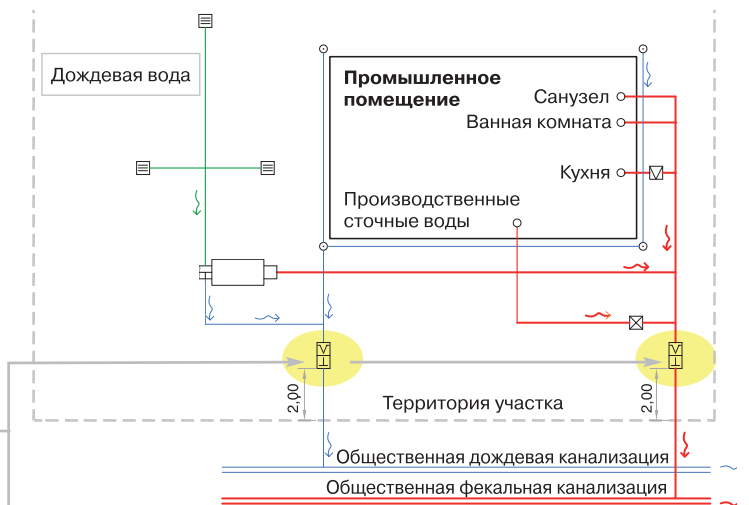 Дождевая вода
Промышленное
помещение
Санузел
Ванная комната
Кухня
Производственные
сточные воды
2,00
2,00
Территория участка
Общественная дождевая канализация
Общественная фекальная канализация